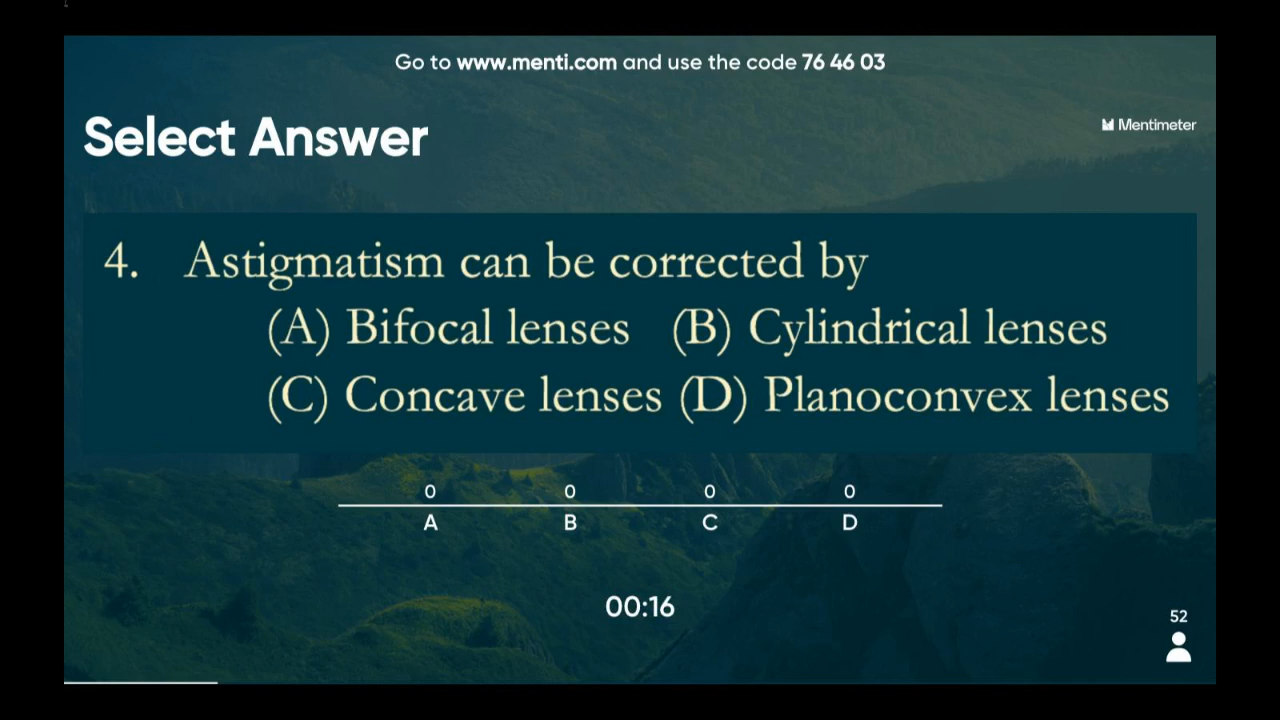 Go to www.menti.com and use the code 76 46 03
Select Answer
Mentimeter
4. Astigmatism can be corrected by
(A) Bifocal lenses (B) Cylindrical lenses
(C) Concave lenses (D) Planoconvex lenses
0 0 0 0
A B C D
00:16
52